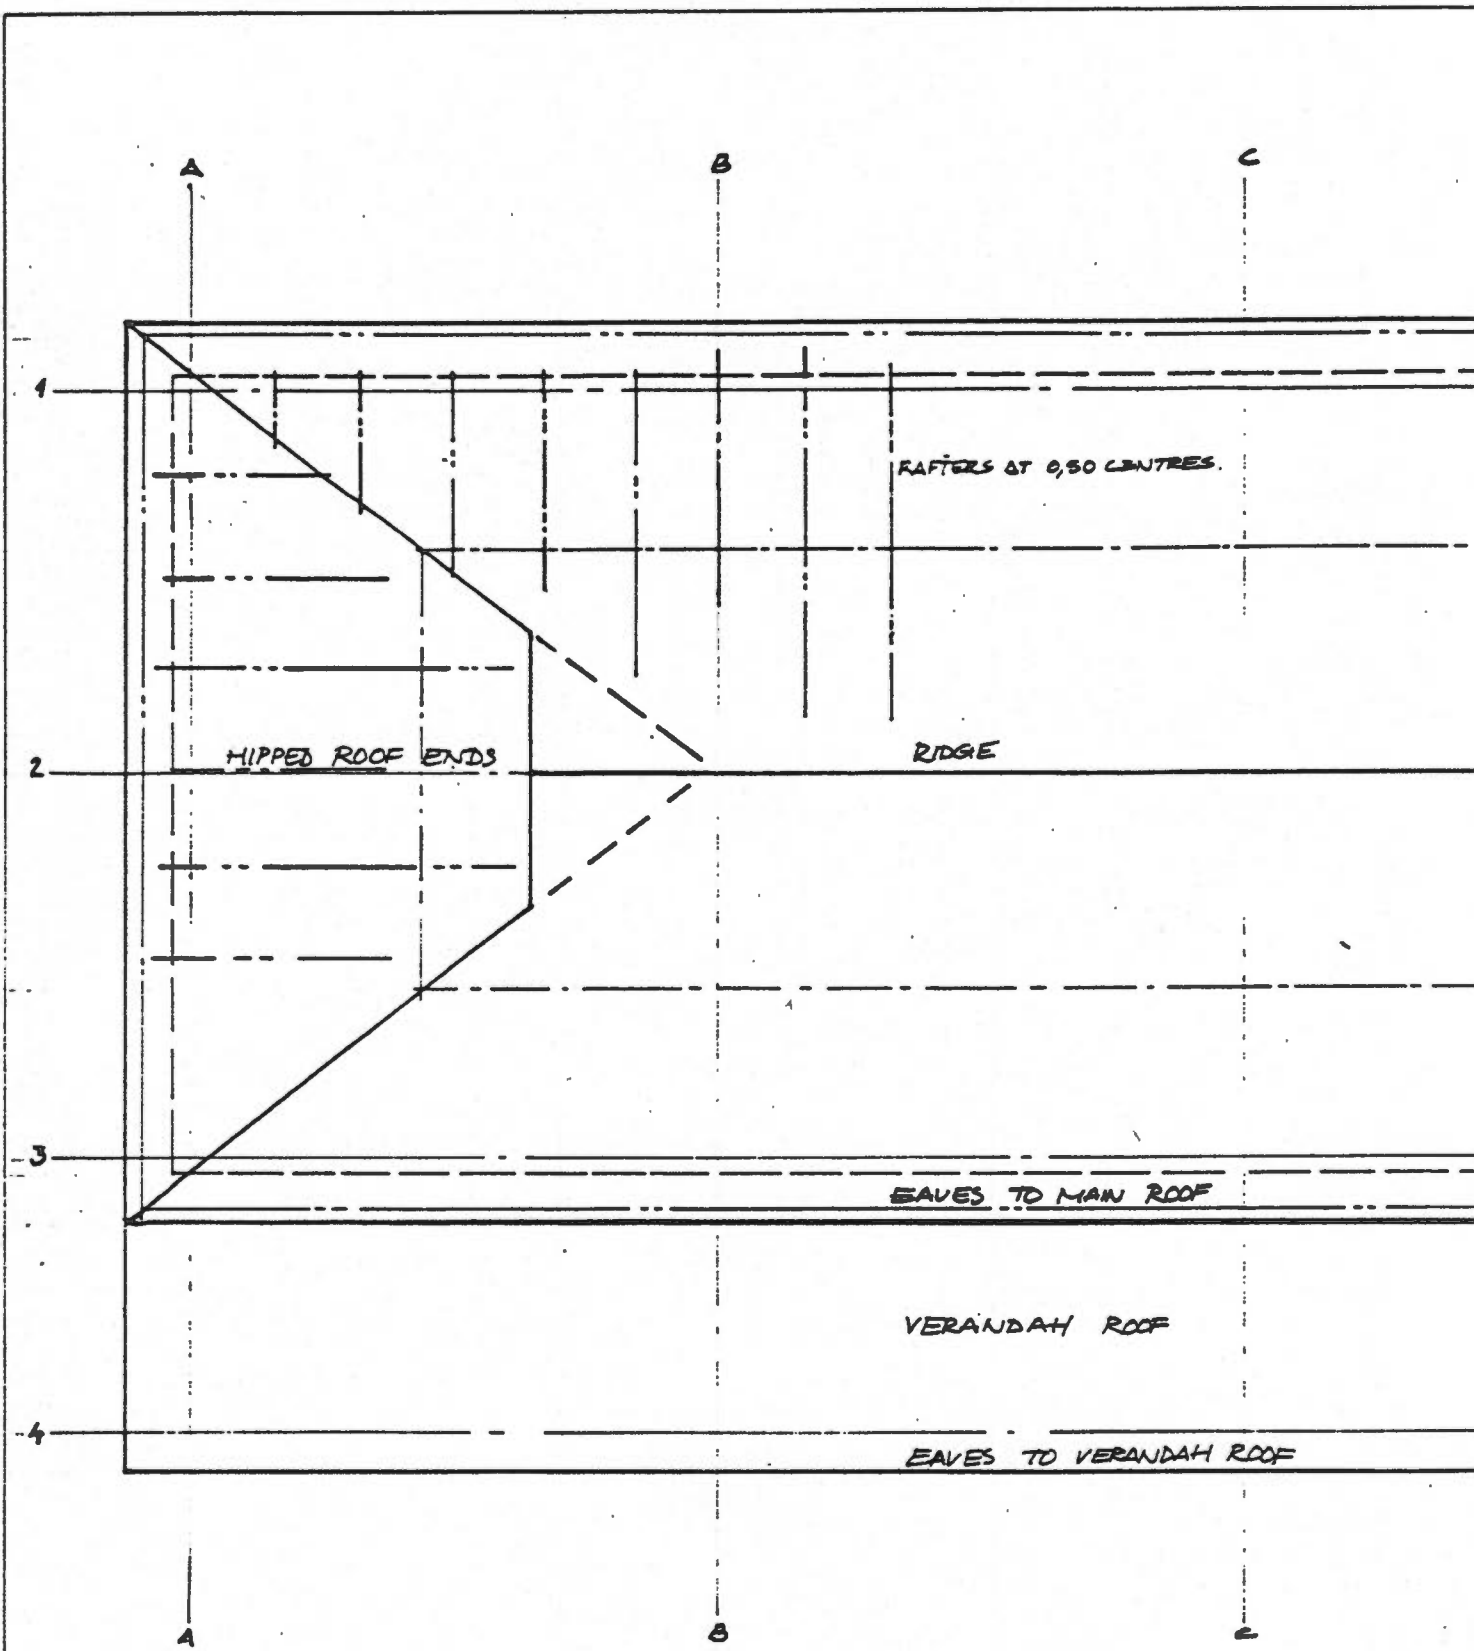 A B C
1
RAFTERS AT 0,50 CENTRES.
HIPPED ROOF ENDS
RIDGE
2
3
EAVES TO MAIN ROOF
VERANDAH ROOF
4
EAVES TO VERANDAH ROOF
A B C